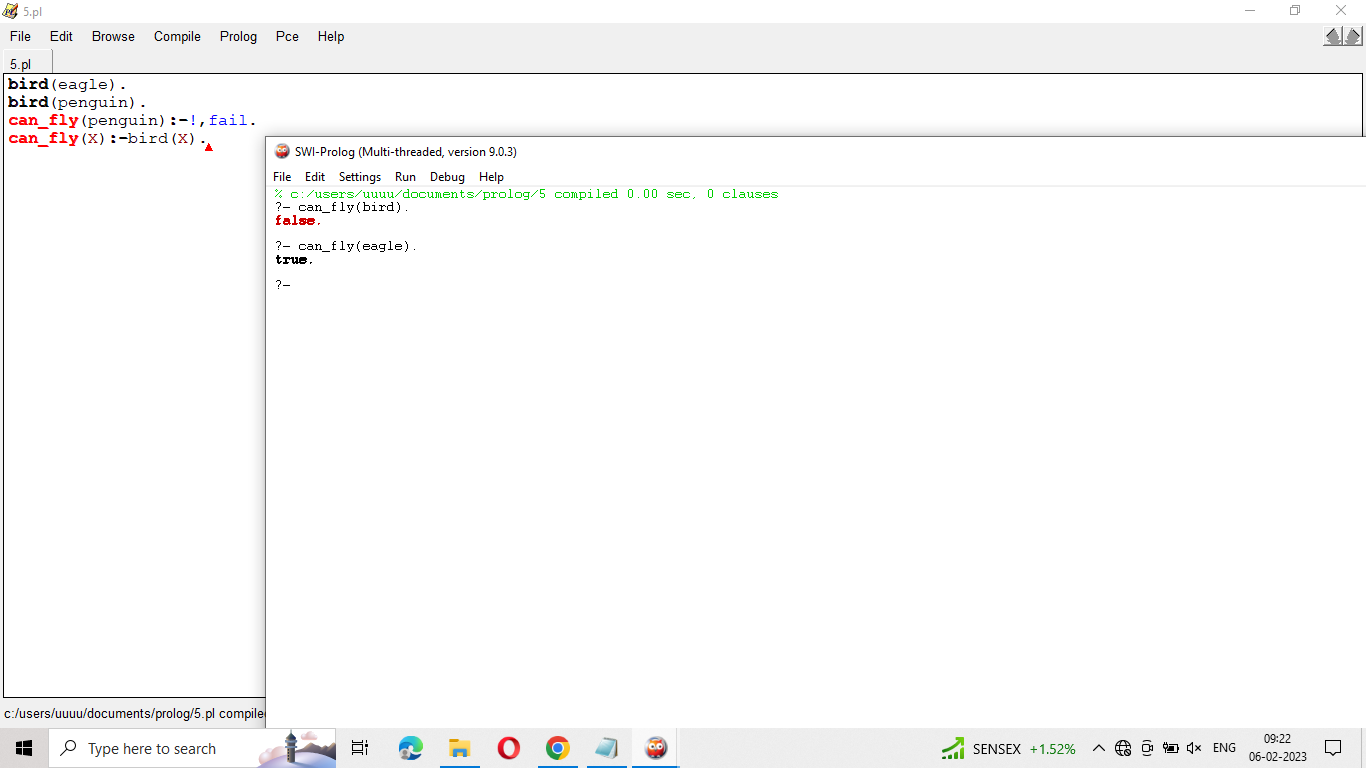 5.pl
File Edit Browse Compile Prolog Pce Help
5.pl
bird(eagle).
bird(penguin).
can_fly(penguin):-!,fail.
can_fly(X):-bird(X).
SWI-Prolog (Multi-threaded, version 9.0.3)
File Edit Settings Run Debug Help
% c:/users/uuuu/documents/prolog/5 compiled 0.00 sec, 0 clauses
?- can_fly(bird).
false.
?- can_fly(eagle).
true.
?-
c:/users/uuuu/documents/prolog/5.pl compiled
Type here to search
SENSEX +1.52%
ENG
09:22
06-02-2023